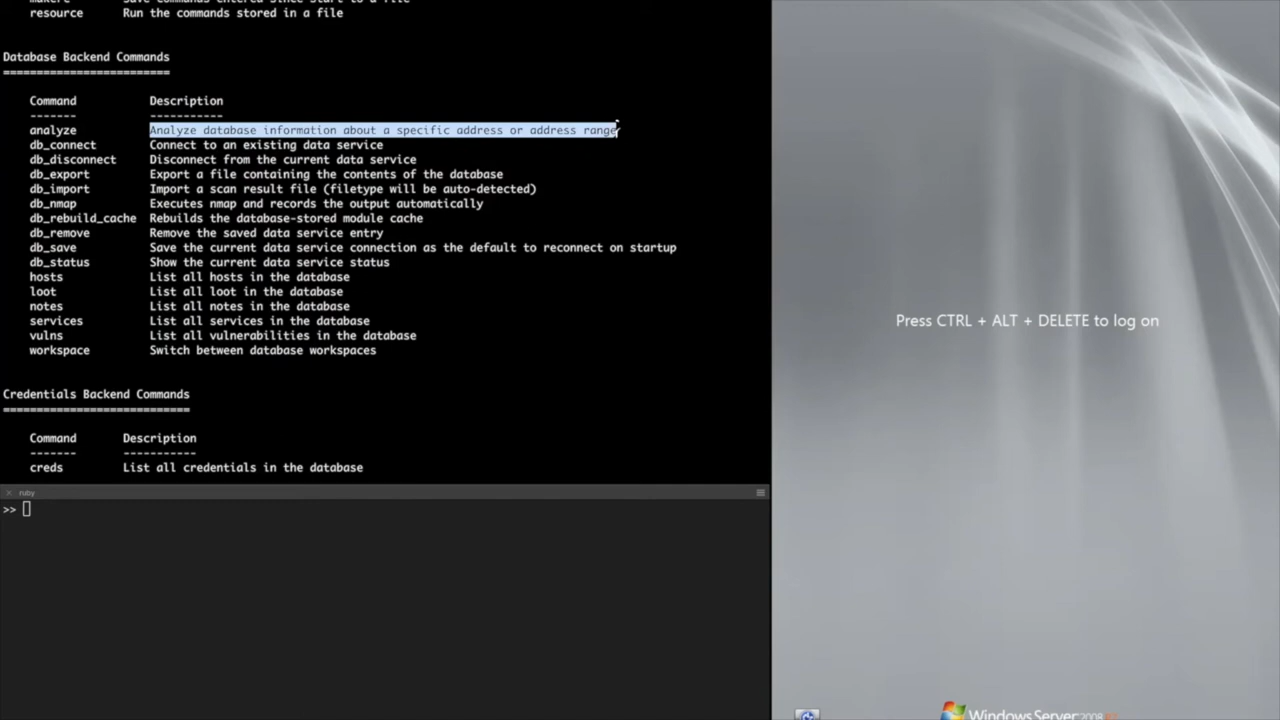 makerc Save commands entered since start to a file
resource Run the commands stored in a file
Database Backend Commands
=========================
Command Description
------- -----------
analyze Analyze database information about a specific address or address range
db_connect Connect to an existing data service
db_disconnect Disconnect from the current data service
db_export Export a file containing the contents of the database
db_import Import a scan result file (filetype will be auto-detected)
db_nmap Executes nmap and records the output automatically
db_rebuild_cache Rebuilds the database-stored module cache
db_remove Remove the saved data service entry
db_save Save the current data service connection as the default to reconnect on startup
db_status Show the current data service status
hosts List all hosts in the database
loot List all loot in the database
notes List all notes in the database
services List all services in the database
vulns List all vulnerabilities in the database
workspace Switch between database workspaces
Credentials Backend Commands
============================
Command Description
------- -----------
creds List all credentials in the database
ruby
>>
Press CTRL + ALT + DELETE to log on
Windows Server 2008 R2